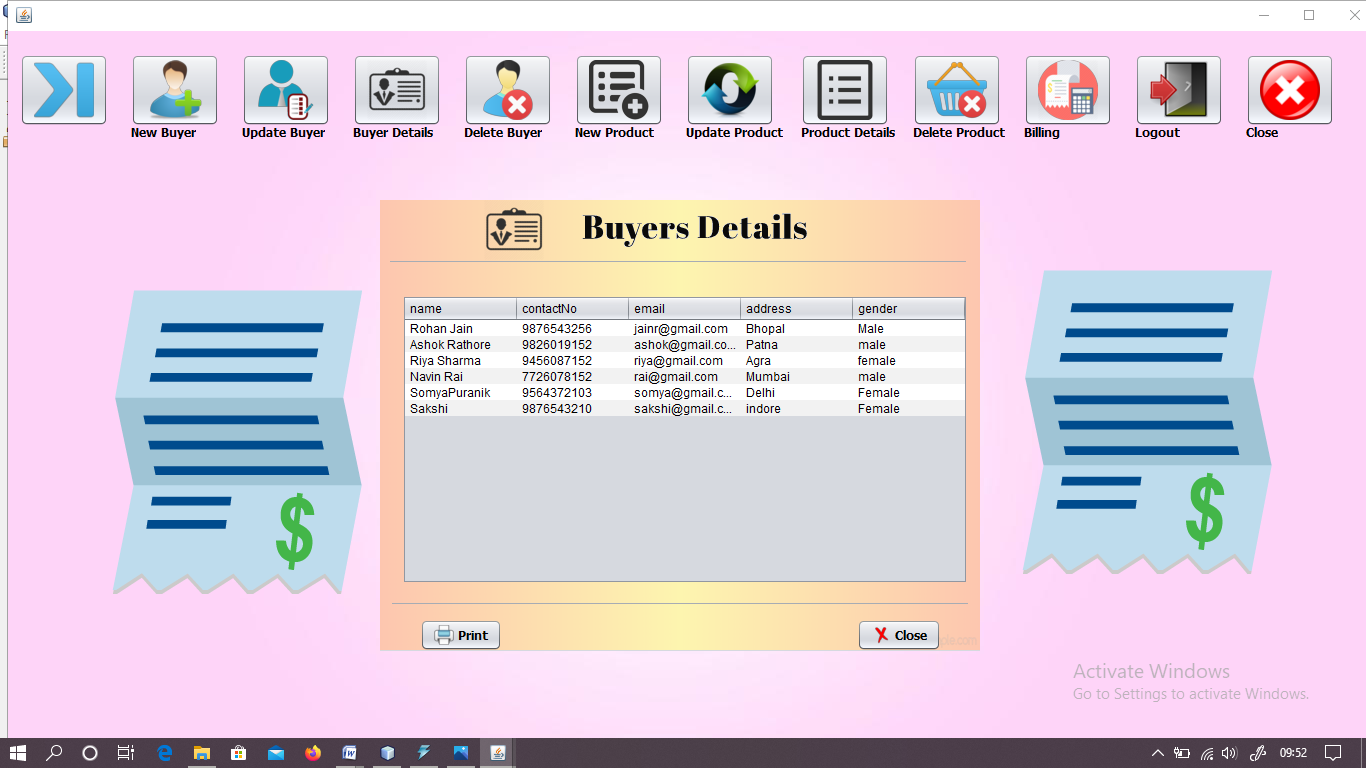 New Buyer Update Buyer Buyer Details Delete Buyer New Product Update Product Product Details Delete Product Billing Logout Close
Buyers Details
name contactNo email address gender
Rohan Jain 9876543256 jainr@gmail.com Bhopal Male
Ashok Rathore 9826019152 ashok@gmail.co... Patna male
Riya Sharma 9456087152 riya@gmail.com Agra female
Navin Rai 7726078152 rai@gmail.com Mumbai male
SomyaPuranik 9564372103 somya@gmail.c... Delhi Female
Sakshi 9876543210 sakshi@gmail.c... indore Female
Print Close
Activate Windows
Go to Settings to activate Windows.
09:52